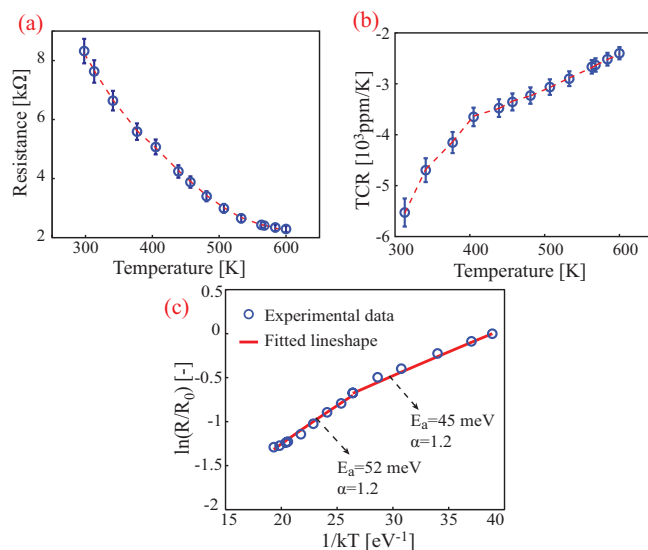 (a)
8
6
4
2
Resistance [kΩ]
300
400
500
600
Temperature [K]
(b)
-2
-3
-4
-5
-6
TCR [10³ppm/K]
300
400
500
600
Temperature [K]
(c)
0.5
0
-0.5
-1
-1.5
-2
ln(R/R₀) [-]
Experimental data
Fitted lineshape
Eₐ=45 meV
α=1.2
Eₐ=52 meV
α=1.2
15
20
25
30
35
40
1/kT [eV⁻¹]